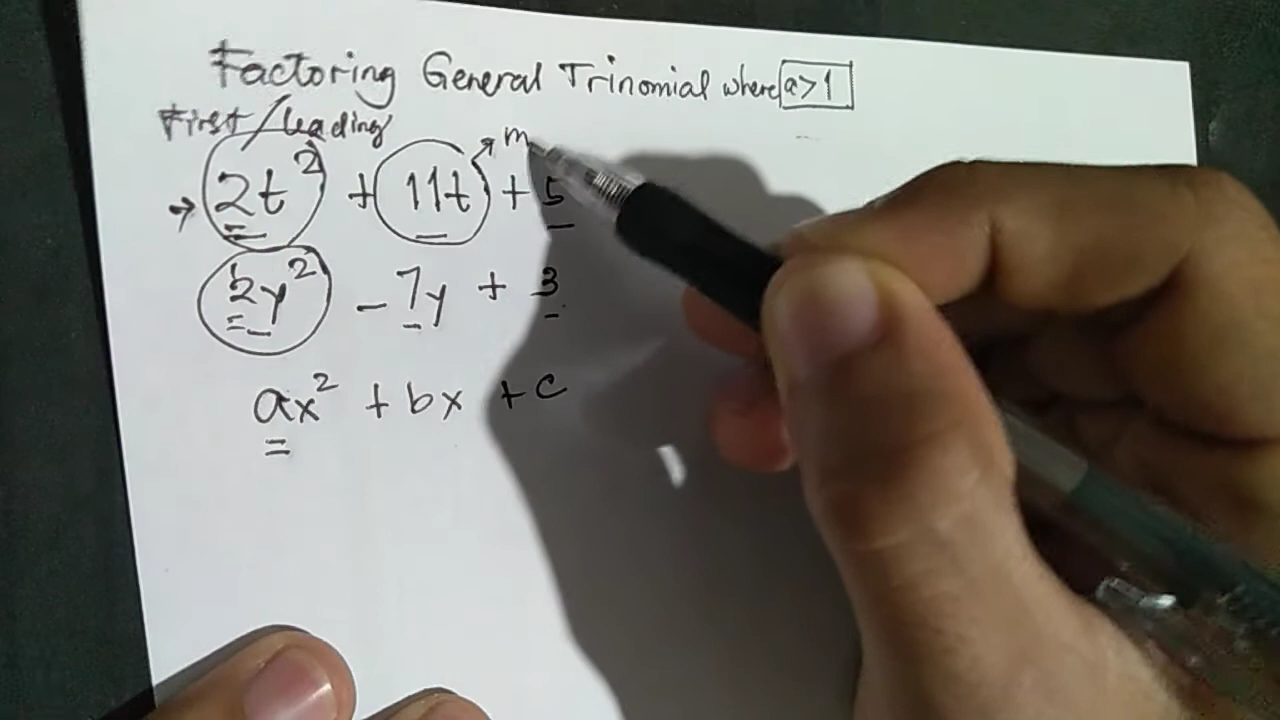 Factoring General Trinomial where a>1
First/leading
m
2t² + 11t + 5
2y² - 7y + 3
ax² + bx + c